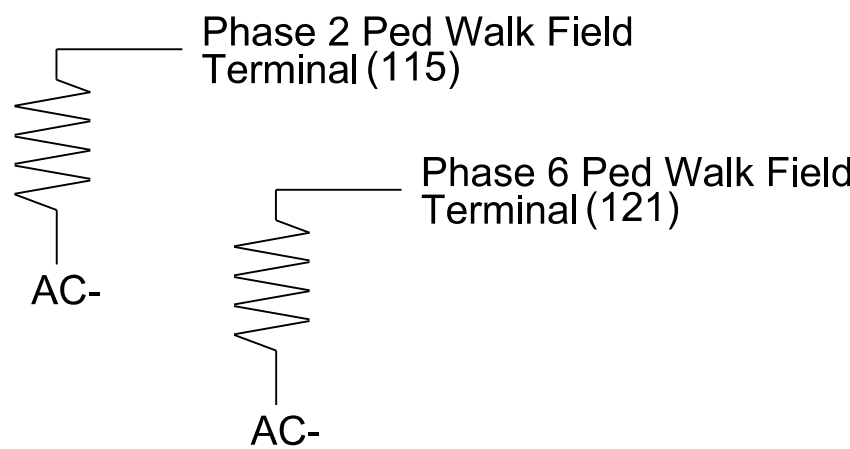 Phase 2 Ped Walk Field
Terminal (115)
AC-
Phase 6 Ped Walk Field
Terminal (121)
AC-